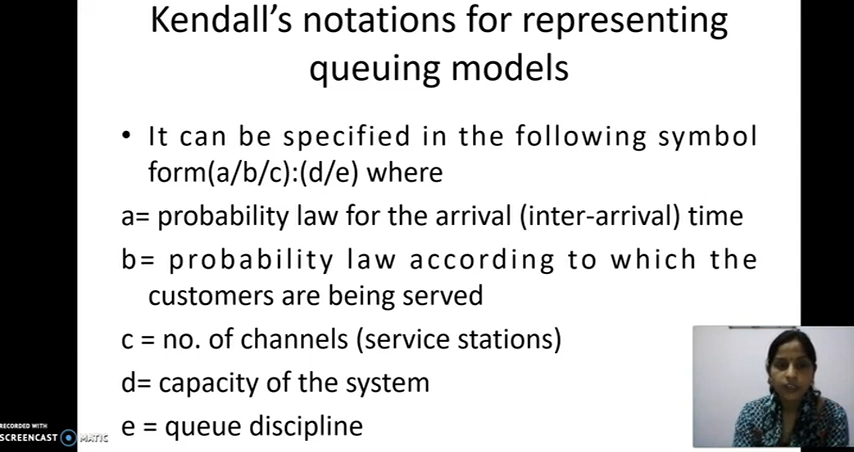 Kendall's notations for representing
queuing models
• It can be specified in the following symbol
form(a/b/c):(d/e) where
a= probability law for the arrival (inter-arrival) time
b= probability law according to which the
customers are being served
c = no. of channels (service stations)
d= capacity of the system
e = queue discipline
RECORDED WITH
SCREENCAST MATIC